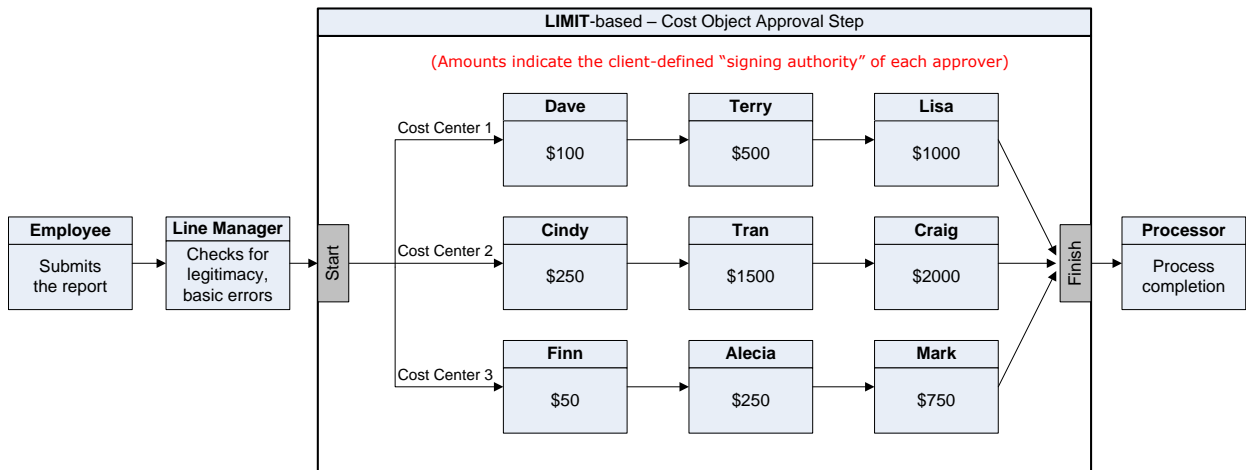 LIMIT-based – Cost Object Approval Step
(Amounts indicate the client-defined “signing authority” of each approver)
Employee
Submits
the report
Line Manager
Checks for
legitimacy,
basic errors
Start
Cost Center 1
Dave
$100
Terry
$500
Lisa
$1000
Cost Center 2
Cindy
$250
Tran
$1500
Craig
$2000
Cost Center 3
Finn
$50
Alecia
$250
Mark
$750
Finish
Processor
Process
completion